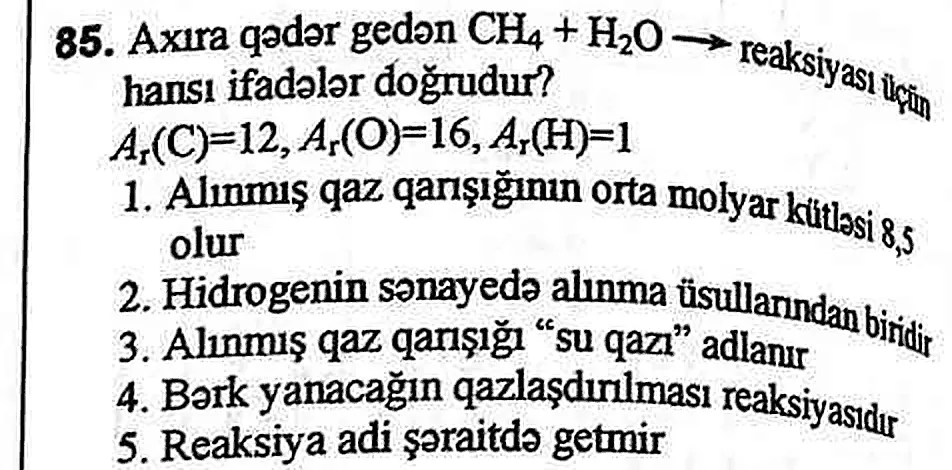 85. Axıra qədər gedən CH₄ + H₂O ⟶ reaksiyası üçün
hansı ifadələr doğrudur?
Aᵣ(C)=12, Aᵣ(O)=16, Aᵣ(H)=1
1. Alınmış qaz qarışığının orta molyar kütləsi 8,5
olur
2. Hidrogenin sənayedə alınma üsullarından biridir
3. Alınmış qaz qarışığı “su qazı” adlanır
4. Bərk yanacağın qazlaşdırılması reaksiyasıdır
5. Reaksiya adi şəraitdə getmir